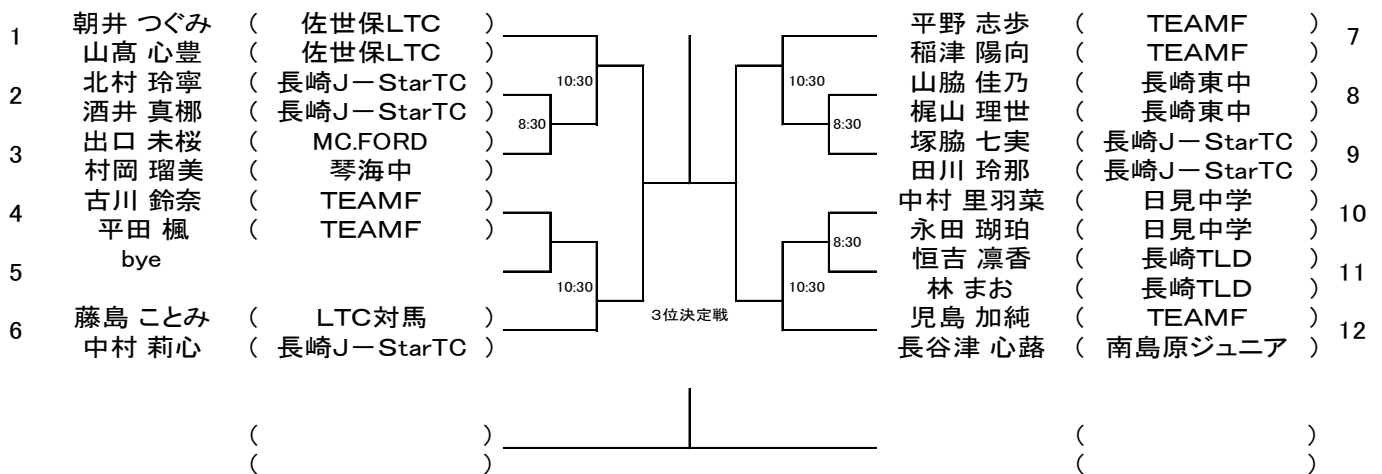 1
朝井 つぐみ ( 佐世保LTC )
山髙 心豊 ( 佐世保LTC )
2
北村 玲寧 ( 長崎J-StarTC )
酒井 真梛 ( 長崎J-StarTC )
3
出口 未桜 ( MC.FORD )
村岡 瑠美 ( 琴海中 )
4
古川 鈴奈 ( TEAMF )
平田 楓 ( TEAMF )
5
bye
6
藤島 ことみ ( LTC対馬 )
中村 莉心 ( 長崎J-StarTC )
( )
( )
10:30
8:30
10:30
3位決定戦
10:30
8:30
8:30
10:30
平野 志歩 ( TEAMF )
稲津 陽向 ( TEAMF )
7
山脇 佳乃 ( 長崎東中 )
梶山 理世 ( 長崎東中 )
8
塚脇 七実 ( 長崎J-StarTC )
田川 玲那 ( 長崎J-StarTC )
9
中村 里羽菜 ( 日見中学 )
永田 瑚珀 ( 日見中学 )
10
恒吉 凛香 ( 長崎TLD )
林 まお ( 長崎TLD )
11
児島 加純 ( TEAMF )
長谷津 心蕗 ( 南島原ジュニア )
12
( )
( )